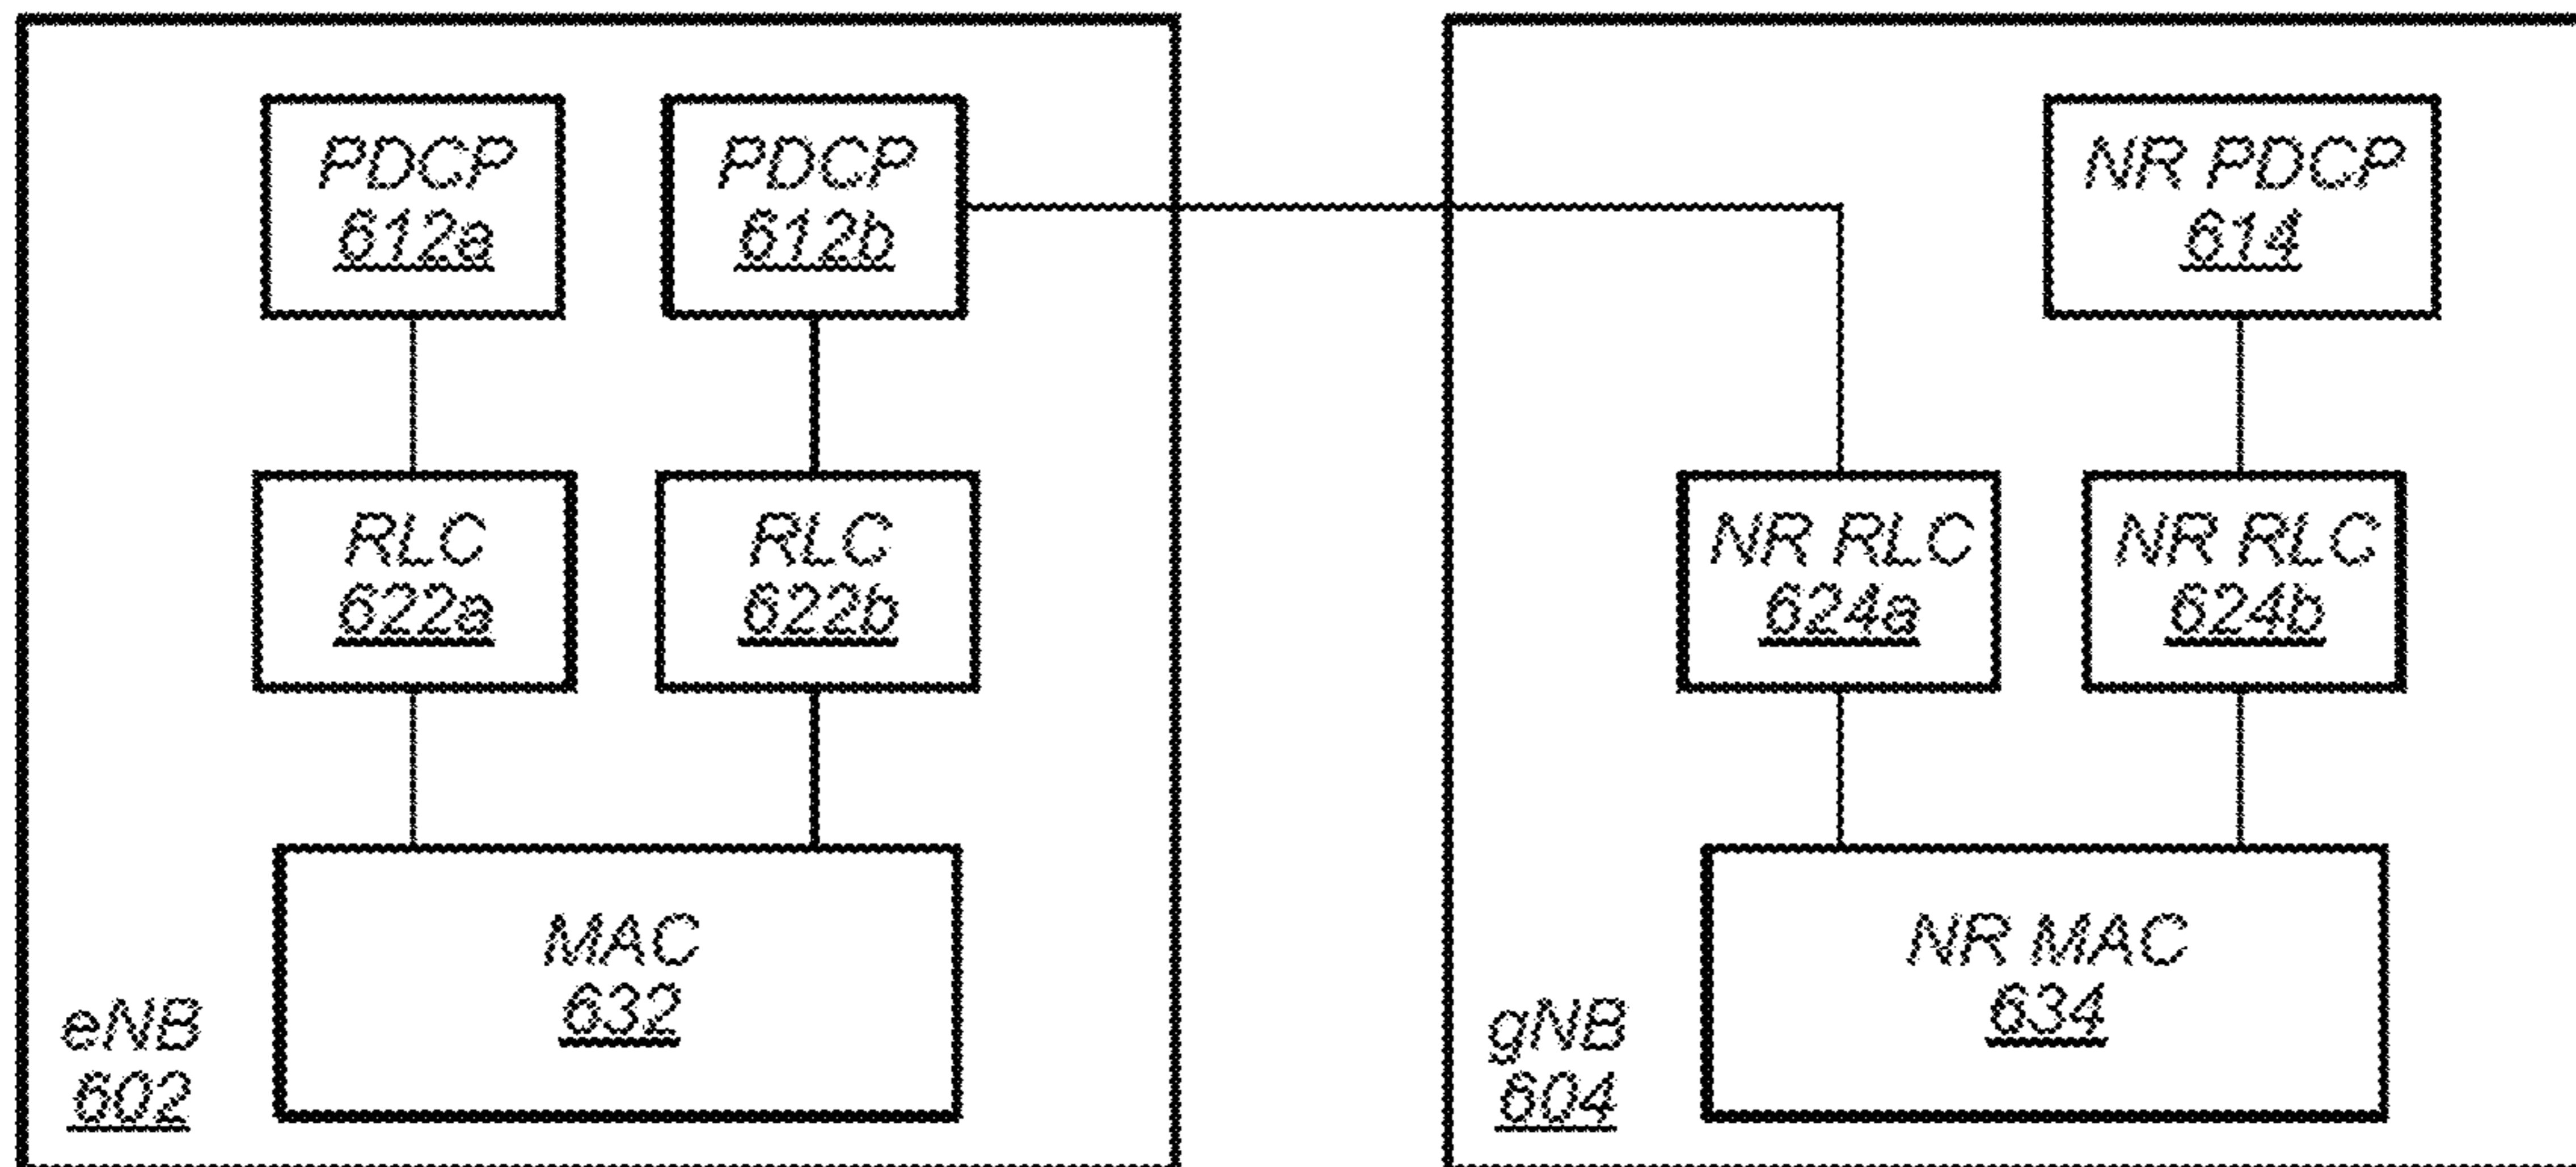 PDCP
612a
PDCP
612b
NR PDCP
614
RLC
622a
RLC
622b
NR RLC
624a
NR RLC
624b
MAC
632
NR MAC
634
eNB
602
gNB
604